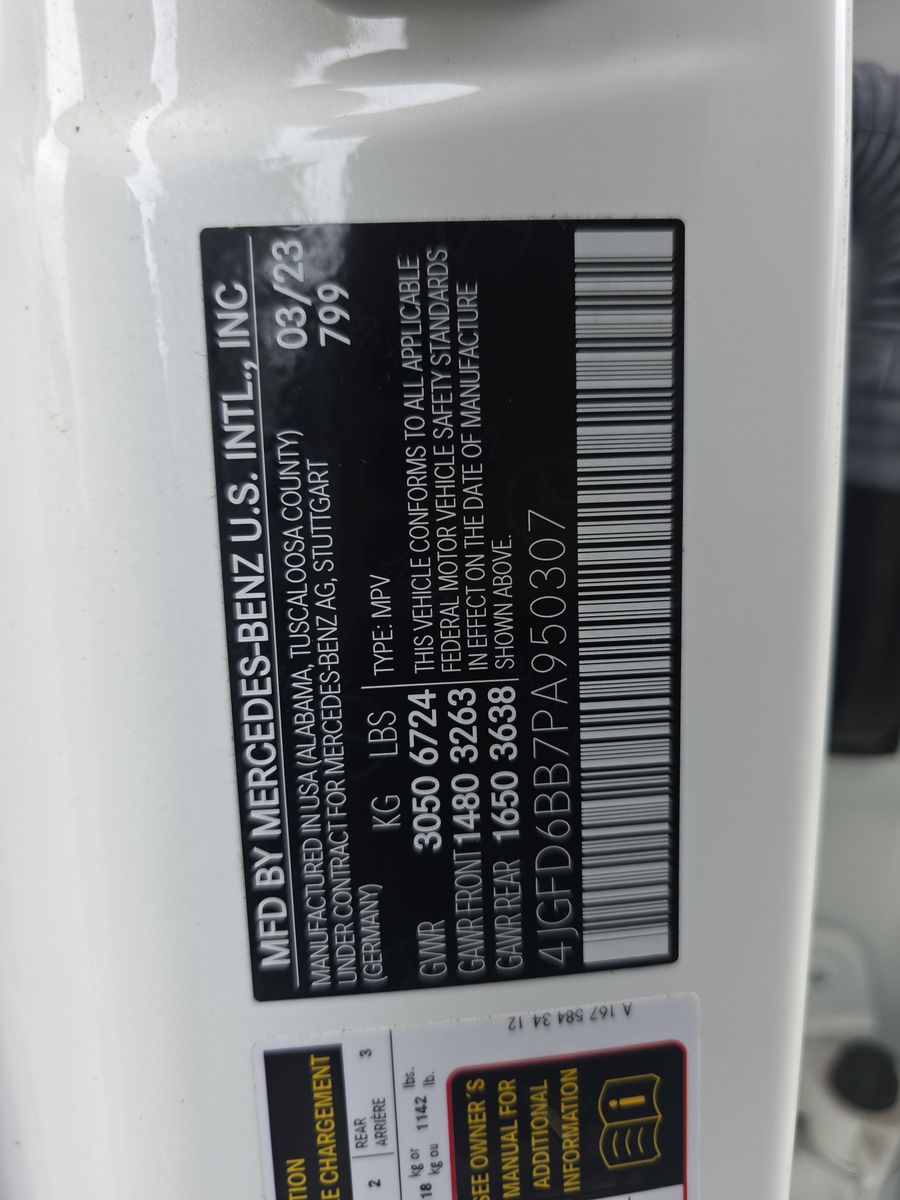 MFD BY MERCEDES-BENZ U.S. INTL., INC
MANUFACTURED IN USA (ALABAMA, TUSCALOOSA COUNTY) 03/23
UNDER CONTRACT FOR MERCEDES-BENZ AG, STUTTGART 799
(GERMANY)
KG LBS TYPE: MPV
GVWR 3050 6724 THIS VEHICLE CONFORMS TO ALL APPLICABLE
GAWR FRONT 1480 3263 FEDERAL MOTOR VEHICLE SAFETY STANDARDS
IN EFFECT ON THE DATE OF MANUFACTURE
GAWR REAR 1650 3638 SHOWN ABOVE.
4JGFD6BB7PA950307
A 167 584 34 12
CHARGEMENT
2 REAR 3
ARRIÈRE
kg or 1142 lbs.
kg ou lb.
SEE OWNER'S
MANUAL FOR
ADDITIONAL
INFORMATION
i